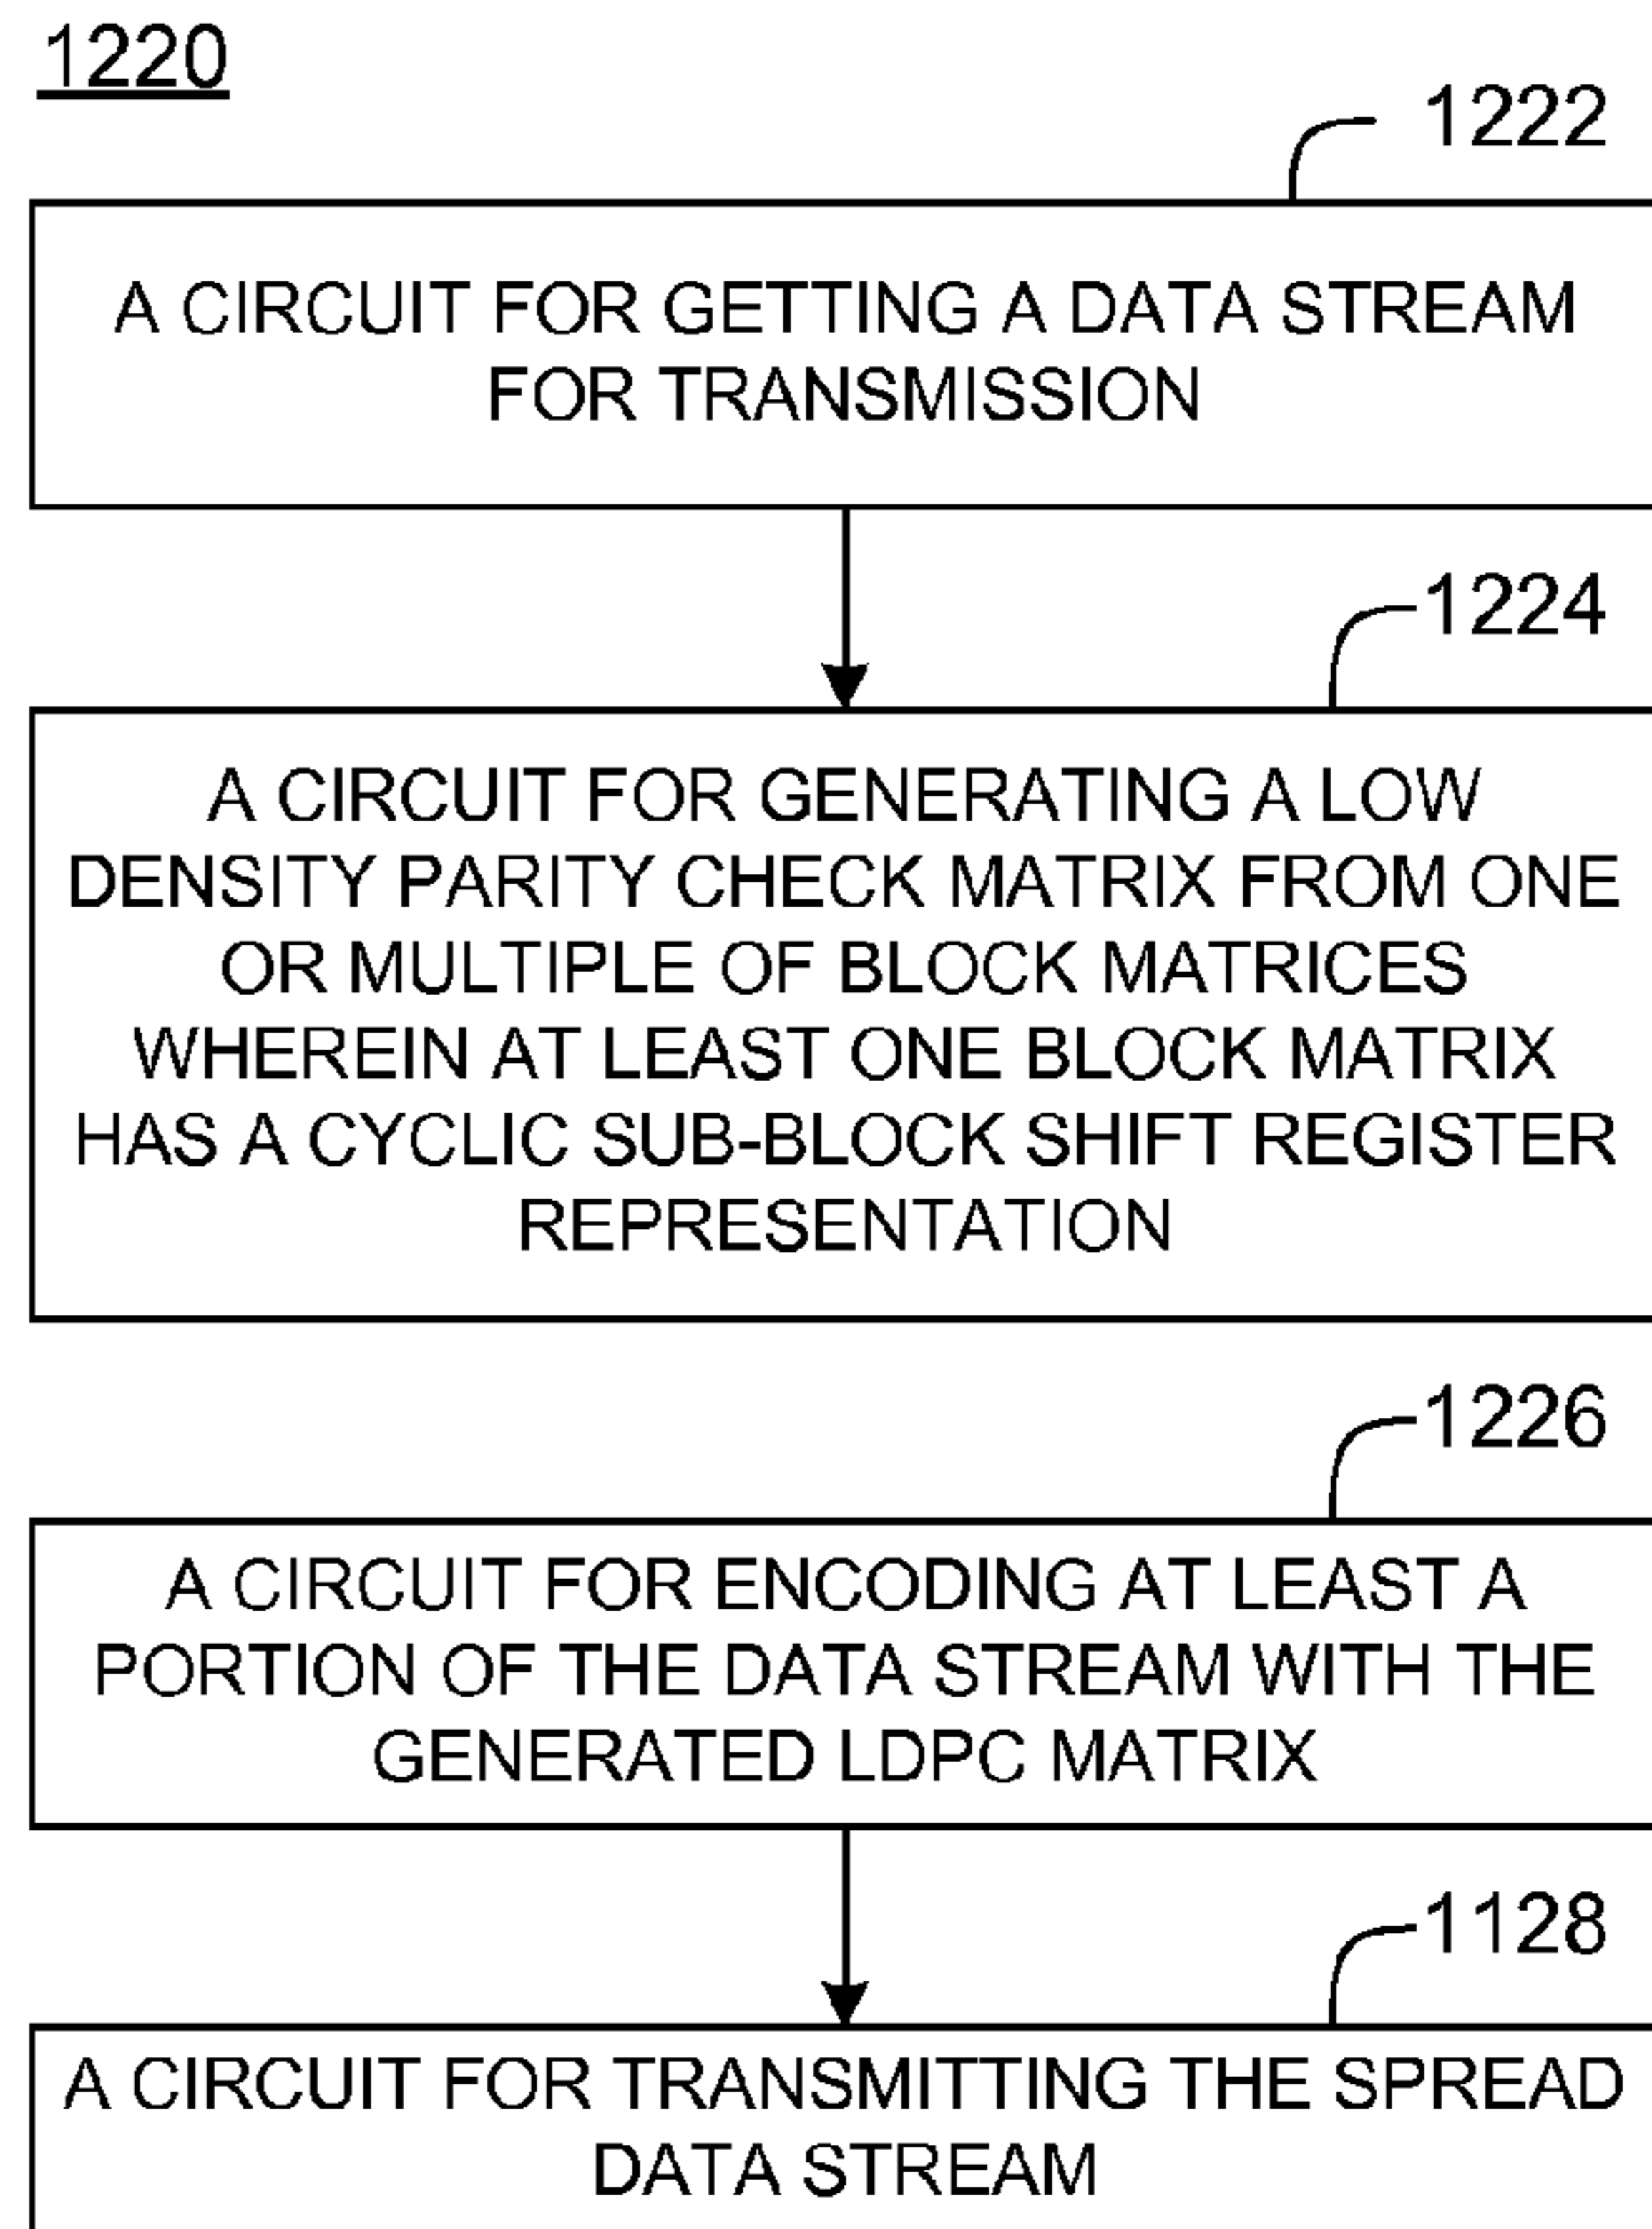 1220
1222
A CIRCUIT FOR GETTING A DATA STREAM
FOR TRANSMISSION
1224
A CIRCUIT FOR GENERATING A LOW
DENSITY PARITY CHECK MATRIX FROM ONE
OR MULTIPLE OF BLOCK MATRICES
WHEREIN AT LEAST ONE BLOCK MATRIX
HAS A CYCLIC SUB-BLOCK SHIFT REGISTER
REPRESENTATION
1226
A CIRCUIT FOR ENCODING AT LEAST A
PORTION OF THE DATA STREAM WITH THE
GENERATED LDPC MATRIX
1128
A CIRCUIT FOR TRANSMITTING THE SPREAD
DATA STREAM